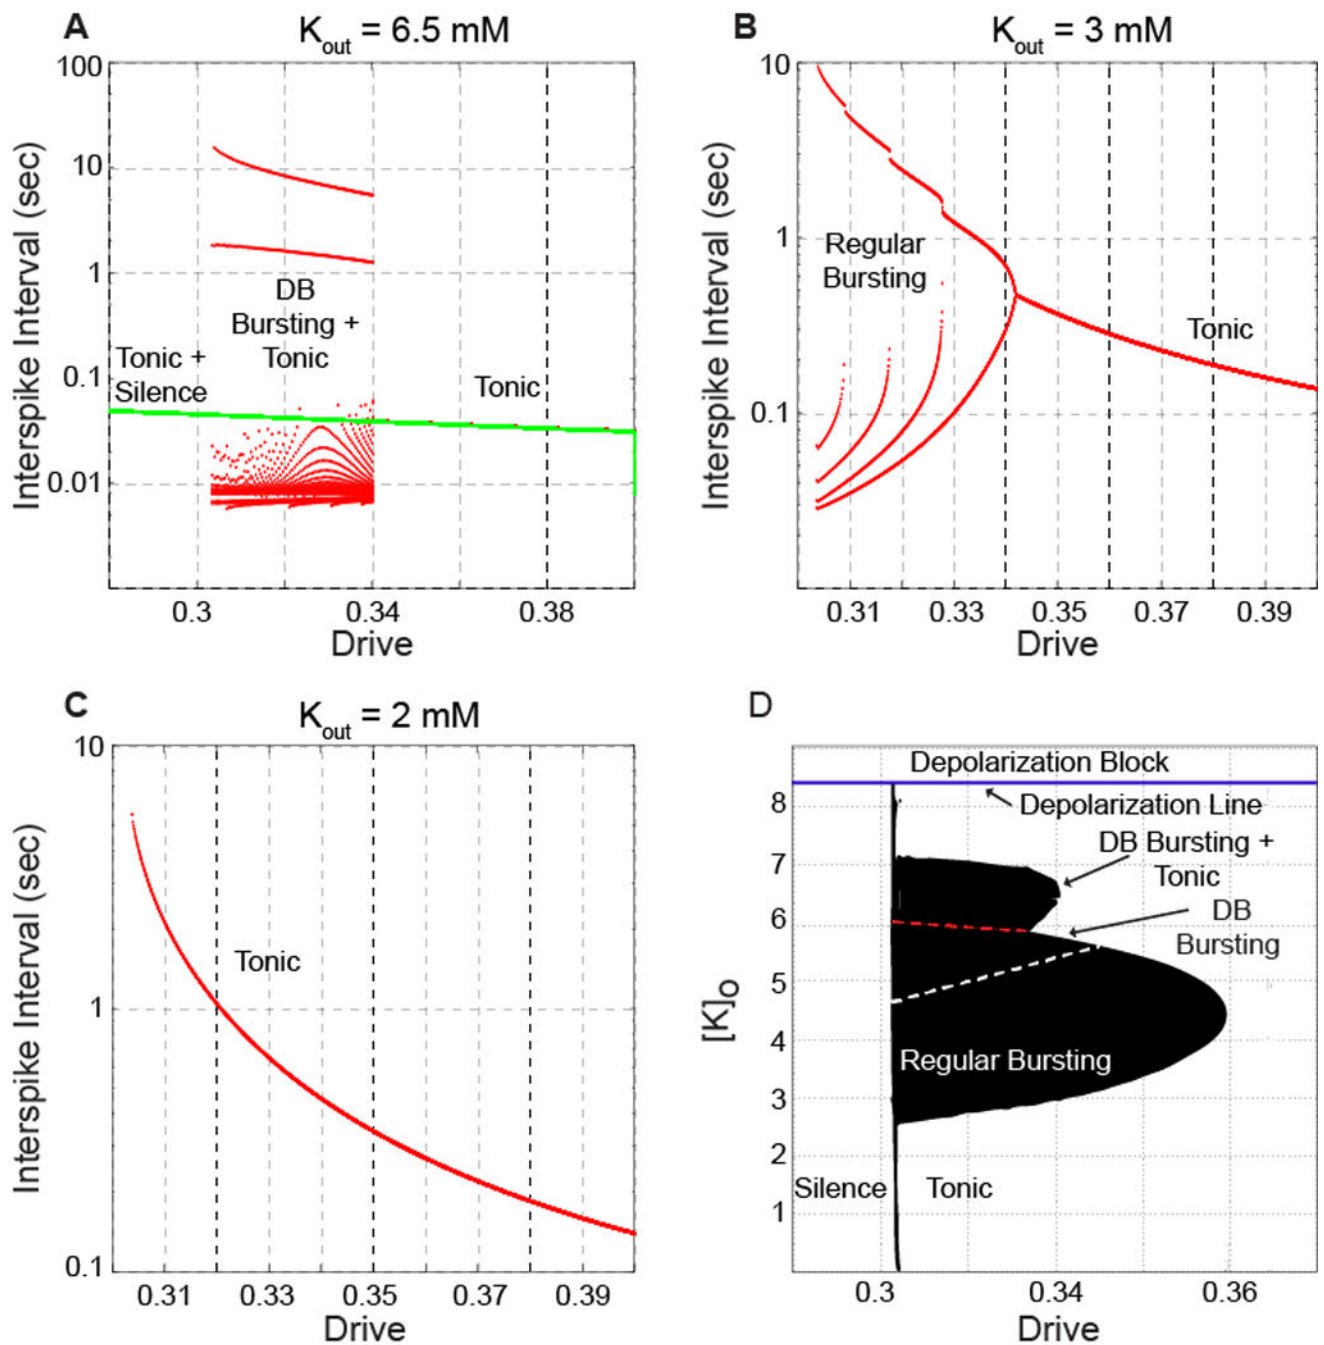 A
K_out = 6.5 mM
Interspike Interval (sec)
100
10
1
0.1
0.01
DB
Bursting +
Tonic
Tonic +
Silence
Tonic
0.3
0.34
0.38
Drive
B
K_out = 3 mM
Interspike Interval (sec)
10
1
0.1
Regular
Bursting
Tonic
0.31
0.33
0.35
0.37
0.39
Drive
C
K_out = 2 mM
Interspike Interval (sec)
10
1
0.1
Tonic
0.31
0.33
0.35
0.37
0.39
Drive
D
[K]o
8
7
6
5
4
3
2
1
Depolarization Block
Depolarization Line
DB Bursting +
Tonic
DB
Bursting
Regular Bursting
Silence
Tonic
0.3
0.34
0.36
Drive